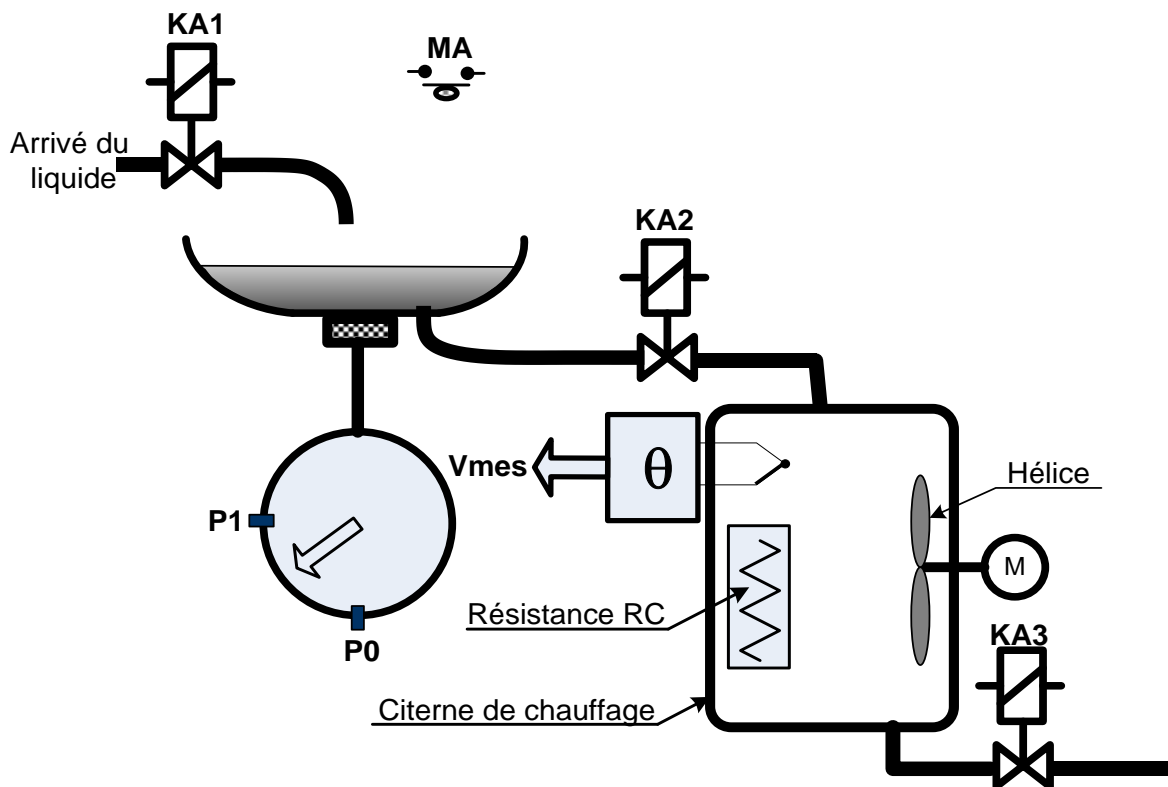 KA1
MA
Arrivé du
liquide
KA2
Vmes
θ
Hélice
P1
M
Résistance RC
P0
KA3
Citerne de chauffage